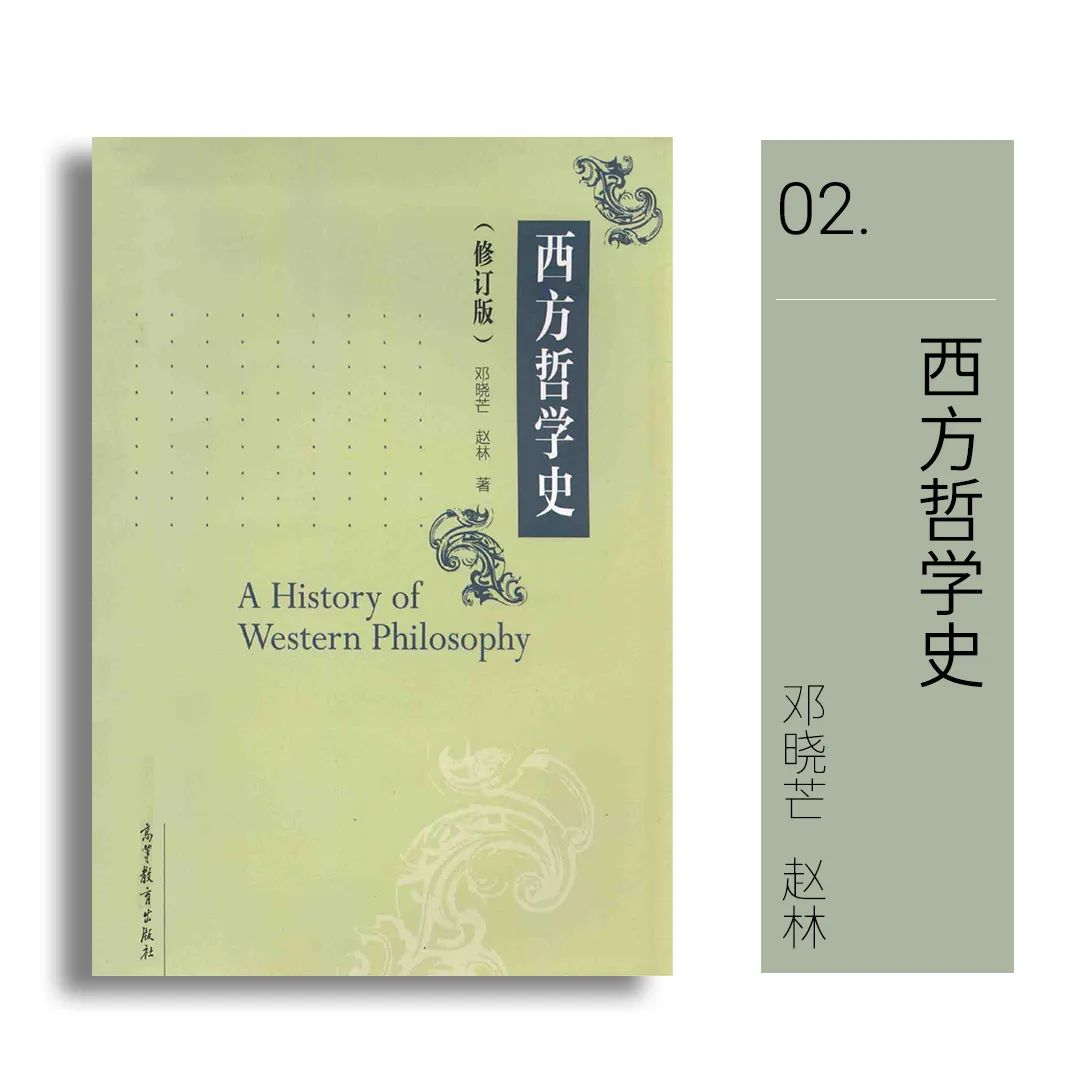 西方哲学史
（修订版）
邓晓芒 赵林 著
A History of
Western Philosophy
高等教育出版社
02.
西方哲学史
邓晓芒 赵林